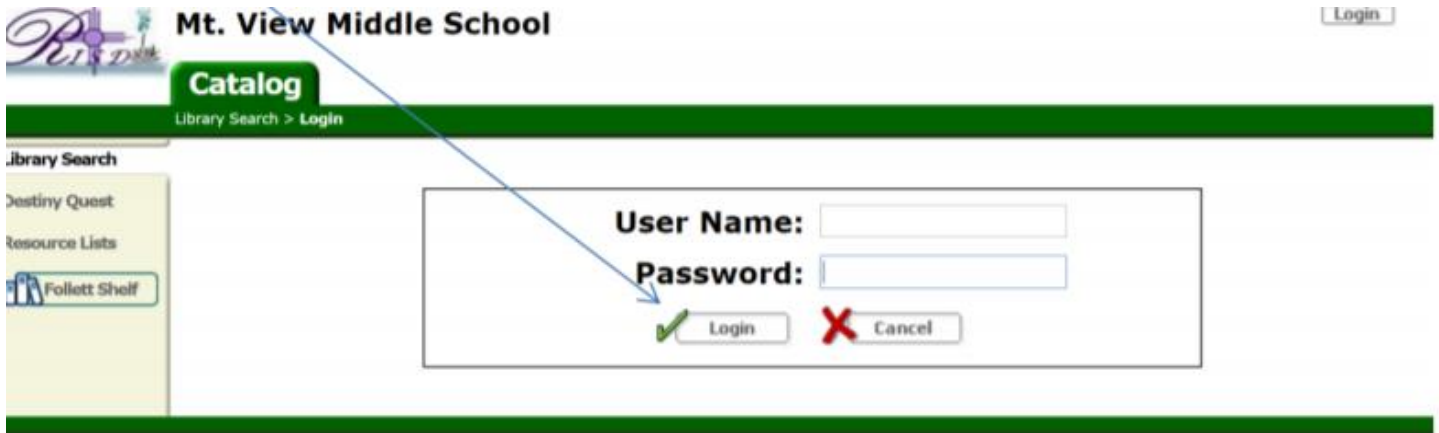 RISD
Mt. View Middle School
Login
Catalog
Library Search > Login
Library Search
Destiny Quest
Resource Lists
Follett Shelf
User Name:
Password:
Login
Cancel